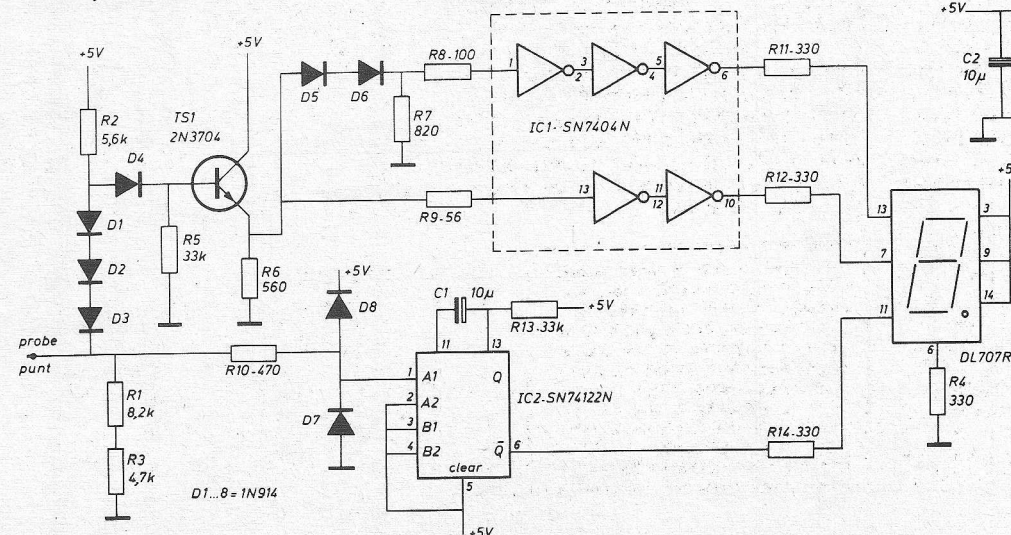 +5V
R2
5,6k
D4
TS1
2N3704
+5V
D5
D6
R8-100
R7
820
1
3
2
5
4
6
IC1-SN7404N
R11-330
+5V
C2
10µ
D1
D2
D3
R5
33k
R6
560
R9-56
13
11
12
10
R12-330
+5
13
7
11
3
9
14
6
DL707R
R4
330
probe
punt
R10-470
+5V
D8
D7
C1
10µ
R13-33k
+5V
11
13
1
A1
Q
2
A2
3
B1
4
B2
Q̅
6
clear
5
+5V
IC2-SN74122N
R14-330
R1
8,2k
R3
4,7k
D1...8=1N914